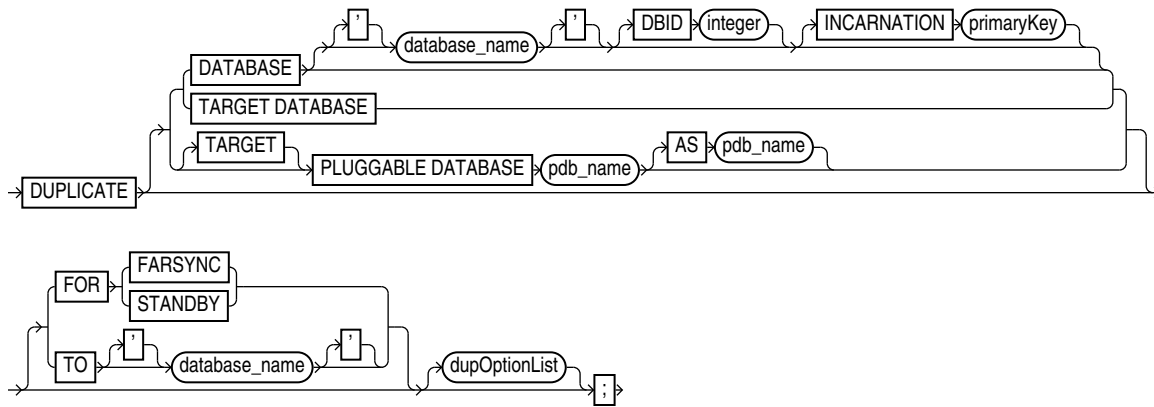 ' database_name ' DBID integer INCARNATION primaryKey
DATABASE
TARGET DATABASE
TARGET
PLUGGABLE DATABASE pdb_name AS pdb_name
DUPLICATE
FOR FARSYNC
STANDBY
TO ' database_name '
dupOptionList ;